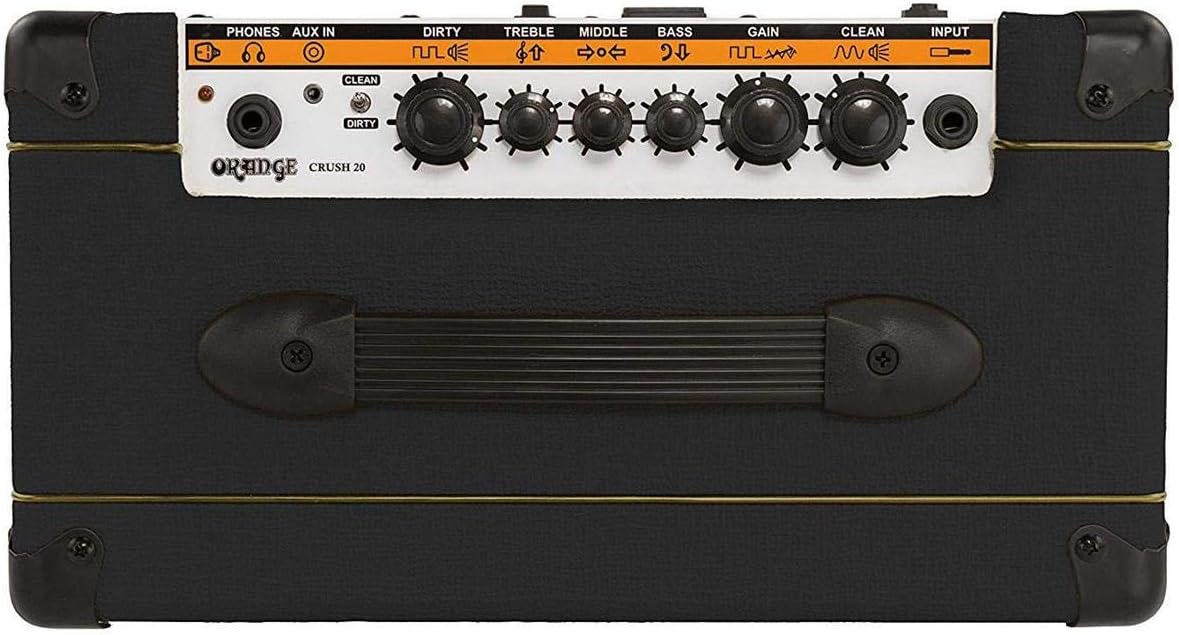 PHONES AUX IN DIRTY TREBLE MIDDLE BASS GAIN CLEAN INPUT
CLEAN
DIRTY
ORANGE CRUSH 20